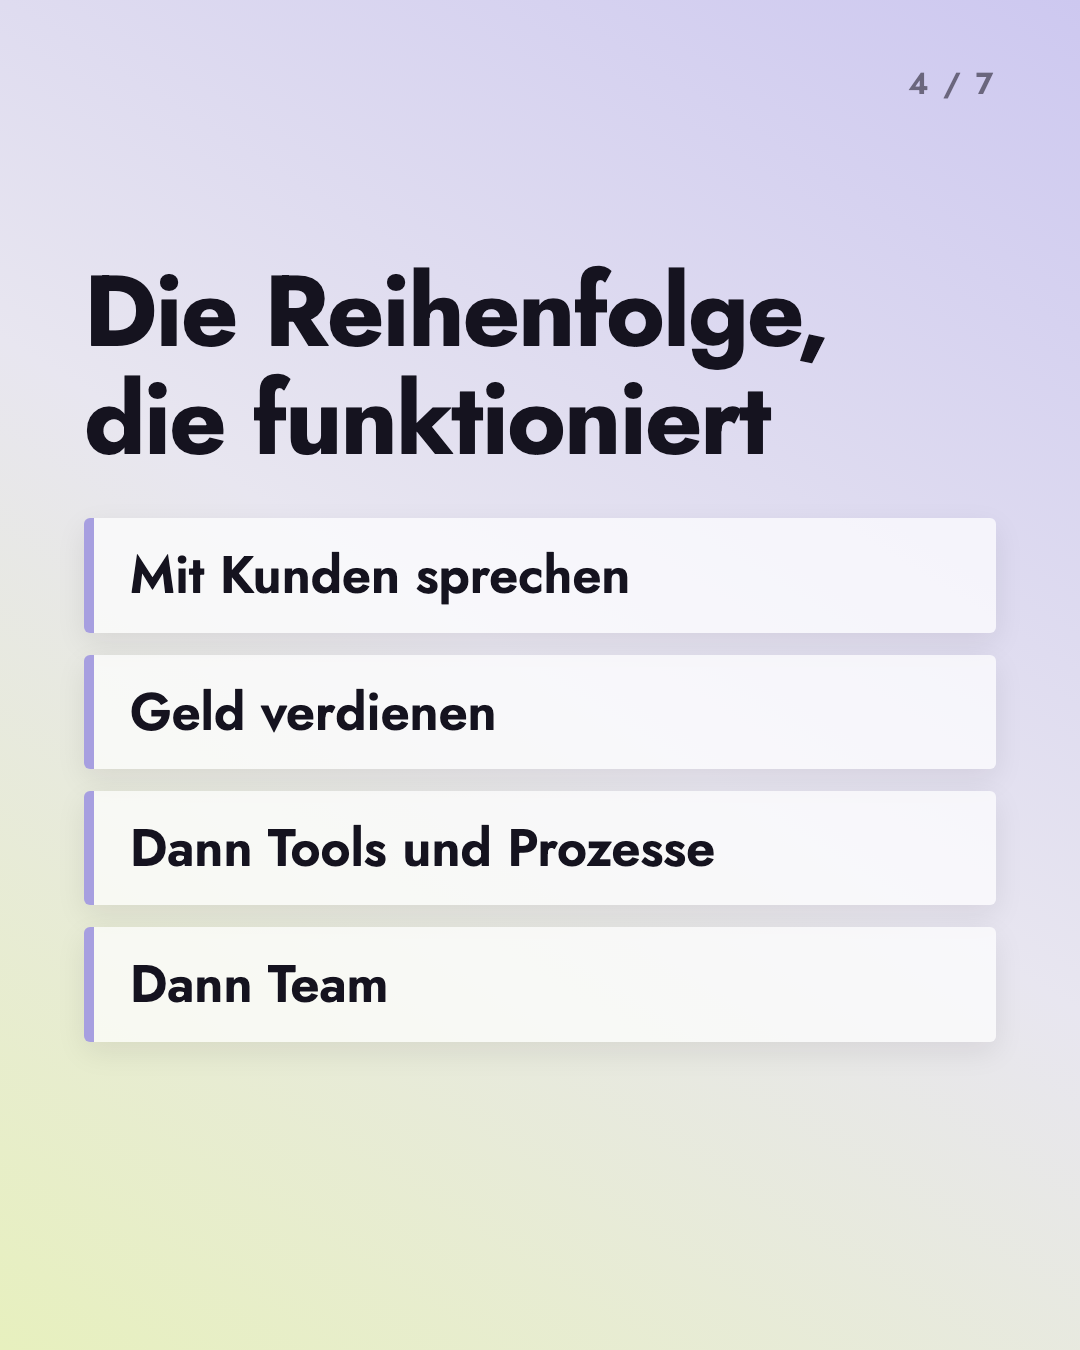 4 / 7
Die Reihenfolge,
die funktioniert
Mit Kunden sprechen
Geld verdienen
Dann Tools und Prozesse
Dann Team